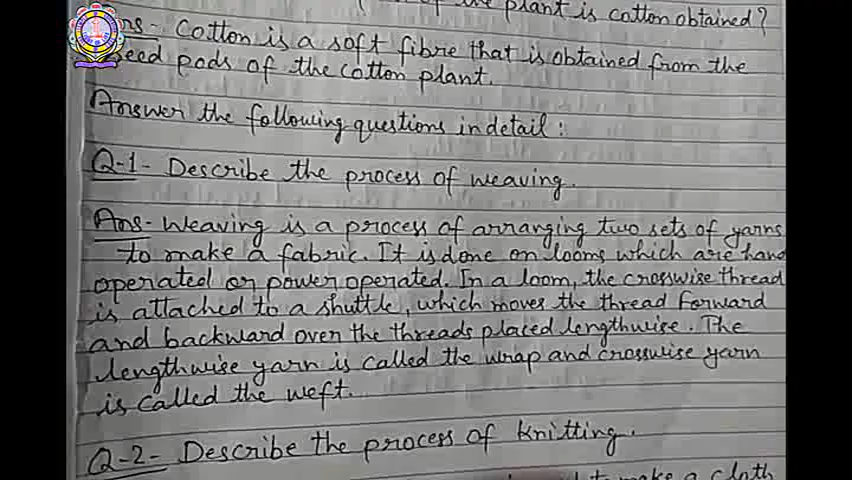 the plant is cotton obtained?
Ans- Cotton is a soft fibre that is obtained from the
seed pods of the cotton plant.
Answer the following questions in detail :
Q-1- Describe the process of weaving.
Ans- Weaving is a process of arranging two sets of yarns
to make a fabric. It is done on looms which are hand
operated or power operated. In a loom, the crosswise thread
is attached to a shuttle, which moves the thread forward
and backward over the threads placed lengthwise. The
lengthwise yarn is called the wrap and crosswise yarn
is called the weft.
Q-2- Describe the process of knitting.
to make a cloth